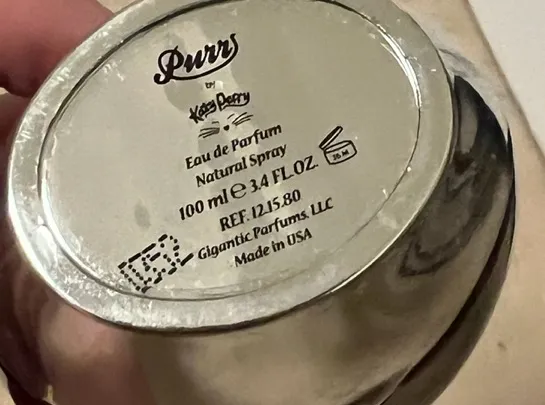 Purr
by
Katy Perry
Eau de Parfum
Natural Spray
100 ml e 3.4 FL.OZ.
36 M
REF. 12.15.80
Gigantic Parfums, LLC
Made in USA